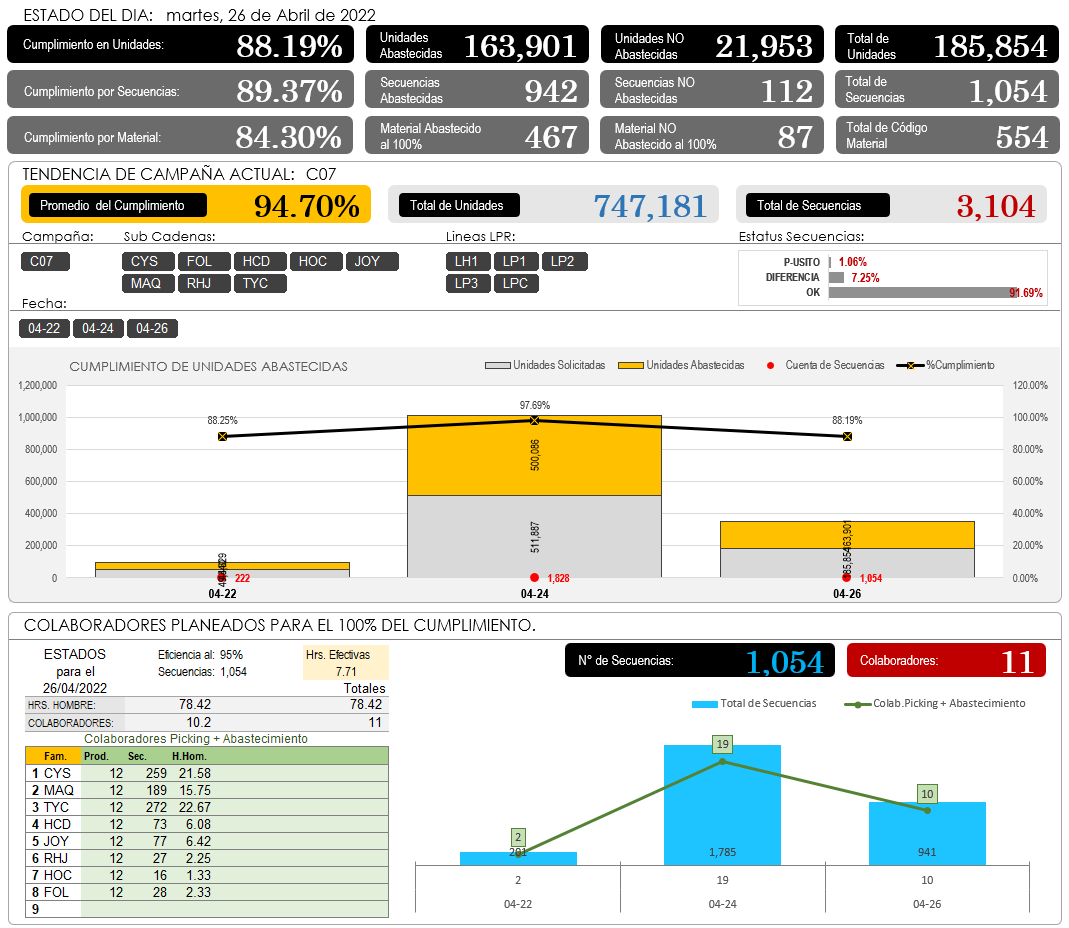 ESTADO DEL DIA: martes, 26 de Abril de 2022
Cumplimiento en Unidades: 88.19%
Unidades Abastecidas 163,901
Unidades NO Abastecidas 21,953
Total de Unidades 185,854
Cumplimiento por Secuencias: 89.37%
Secuencias Abastecidas 942
Secuencias NO Abastecidas 112
Total de Secuencias 1,054
Cumplimiento por Material: 84.30%
Material Abastecido al 100% 467
Material NO Abastecido al 100% 87
Total de Código Material 554
TENDENCIA DE CAMPAÑA ACTUAL: C07
Promedio del Cumplimiento 94.70%
Total de Unidades 747,181
Total de Secuencias 3,104
Campaña: Sub Cadenas: Lineas LPR: Estatus Secuencias:
C07 CYS FOL HCD HOC JOY LH1 LP1 LP2
MAQ RHJ TYC LP3 LPC
P-USITO 1.06%
DIFERENCIA 7.25%
OK 91.69%
Fecha:
04-22 04-24 04-26
CUMPLIMIENTO DE UNIDADES ABASTECIDAS
Unidades Solicitadas Unidades Abastecidas Cuenta de Secuencias %Cumplimiento
1,200,000 120.00%
1,000,000 100.00%
800,000 80.00%
600,000 60.00%
400,000 40.00%
200,000 20.00%
0 0.00%
88.25% 97.69% 88.19%
500,086
511,887
163,901
185,854
222 1,828 1,054
04-22 04-24 04-26
COLABORADORES PLANEADOS PARA EL 100% DEL CUMPLIMIENTO.
ESTADOS para el 26/04/2022
Eficiencia al: 95%
Secuencias: 1,054
Hrs. Efectivas
7.71
Totales
HRS. HOMBRE: 78.42 78.42
COLABORADORES: 10.2 11
Colaboradores Picking + Abastecimiento
Fam. Prod. Sec. H.Hom.
1 CYS 12 259 21.58
2 MAQ 12 189 15.75
3 TYC 12 272 22.67
4 HCD 12 73 6.08
5 JOY 12 77 6.42
6 RHJ 12 27 2.25
7 HOC 12 16 1.33
8 FOL 12 28 2.33
9
N° de Secuencias: 1,054
Colaboradores: 11
Total de Secuencias Colab.Picking + Abastecimiento
2 19 10
201 1,785 941
2 19 10
04-22 04-24 04-26